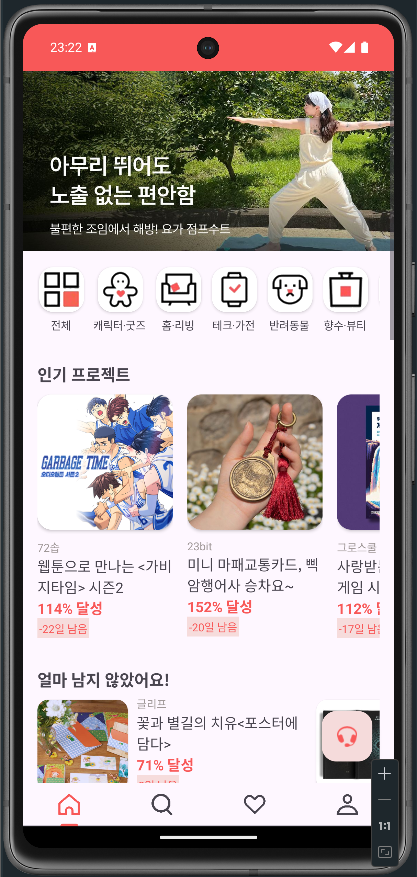 23:22 A
아무리 뛰어도
노출 없는 편안함
불편한 조임에서 해방! 요가 점프수트
전체 캐릭터·굿즈 홈·리빙 테크·가전 반려동물 향수·뷰티
인기 프로젝트
GARBAGE TIME
72솝
웹툰으로 만나는 <가비
지타임> 시즌2
114% 달성
-22일 남음
23bit
미니 마패교통카드, 삑
암행어사 승차요~
152% 달성
-20일 남음
그로스쿨
사랑받
게임 시
112%
-17일 남
얼마 남지 않았어요!
글리프
꽃과 별길의 치유<포스터에
담다>
71% 달성
1:1